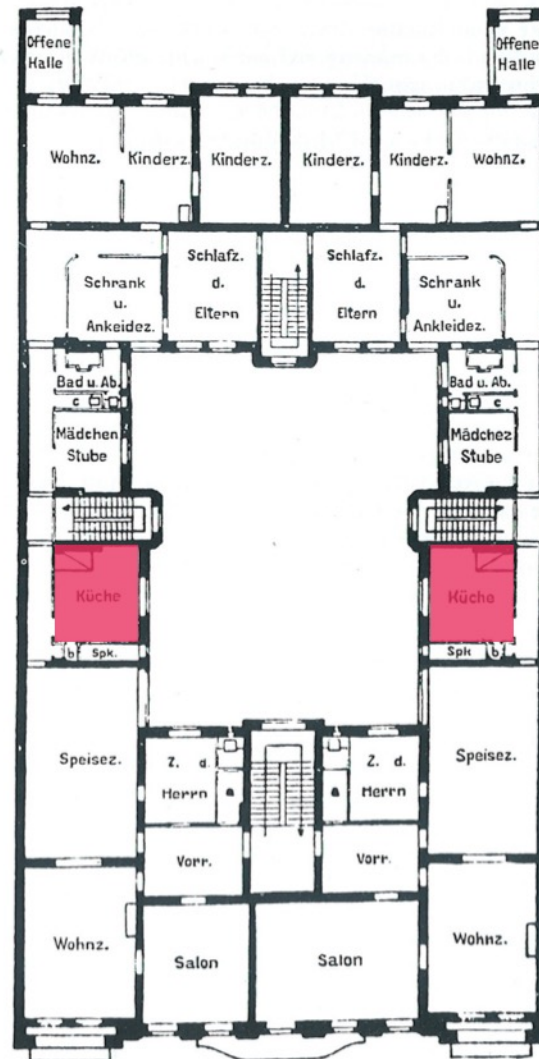 Offene
Halle
Offene
Halle
Wohnz.
Kinderz.
Kinderz.
Kinderz.
Kinderz.
Wohnz.
Schrank
u.
Ankeidez.
Schlafz.
d.
Eltern
Schlafz.
d.
Eltern
Schrank
u.
Ankleidez.
Bad u. Ab.
c
Mädchen
Stube
Bad u. Ab.
c
Mädchez
Stube
Küche
b
Spk.
Küche
Spk
b
Speisez.
Z. d.
Herrn
a
Z. d.
a
Herrn
Speisez.
Vorr.
Vorr.
Wohnz.
Salon
Salon
Wohnz.